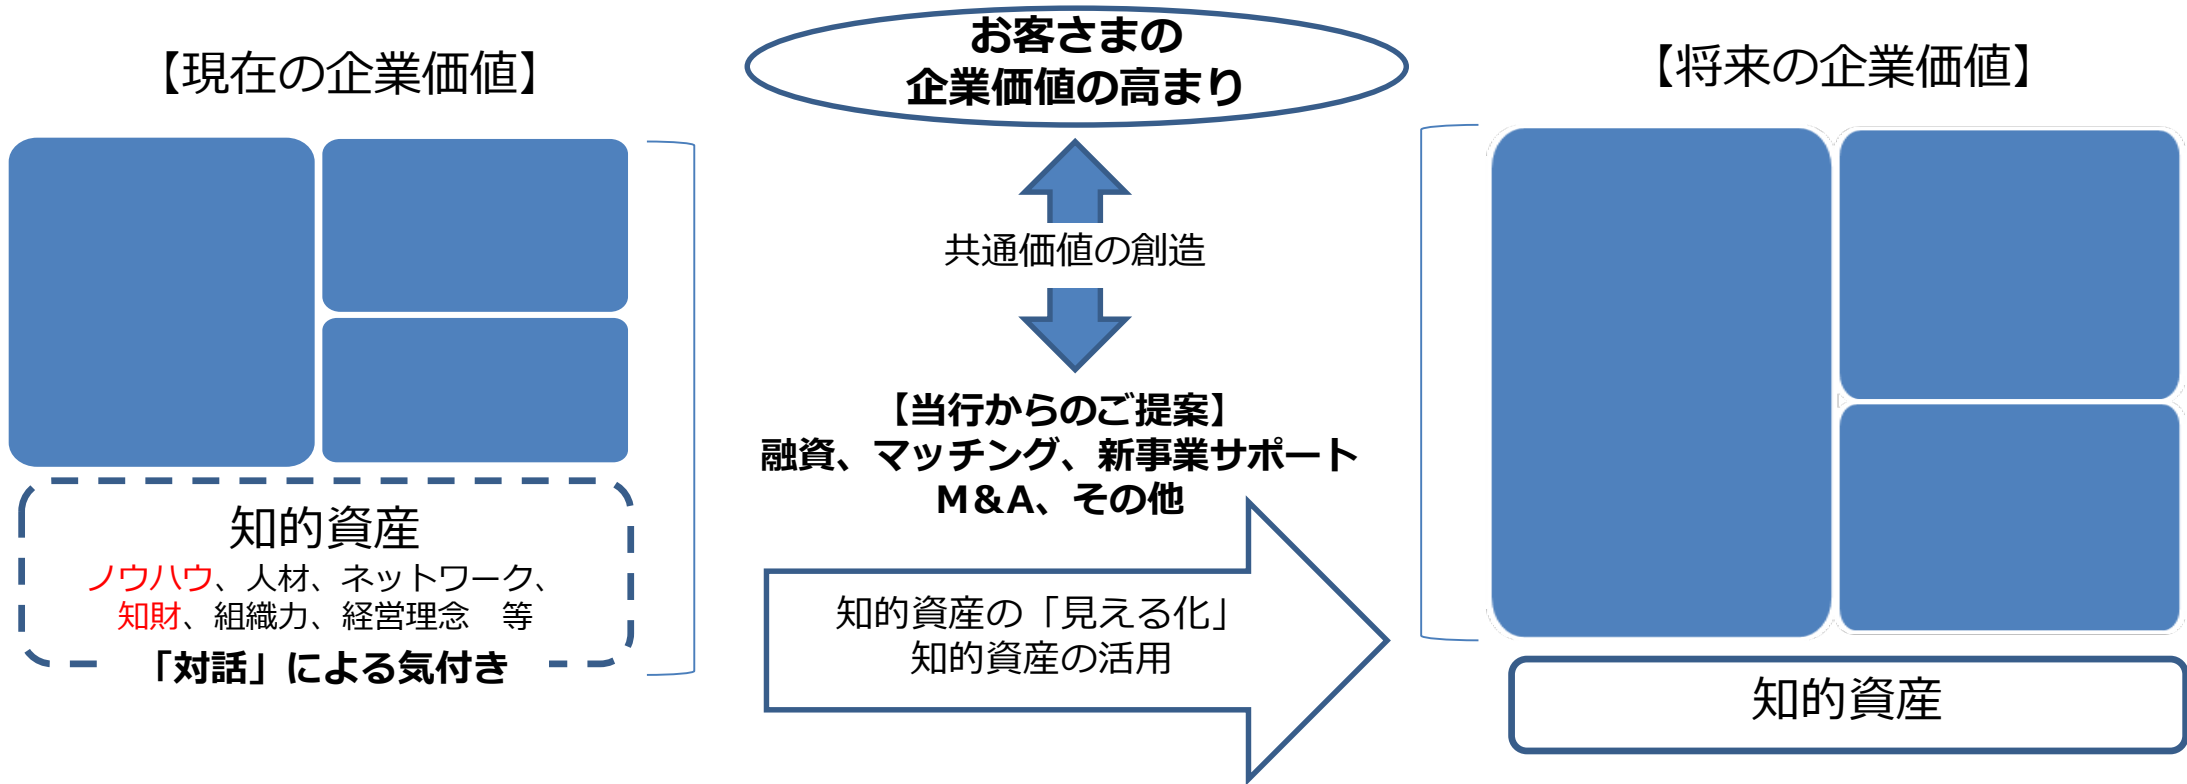 【現在の企業価値】
知的資産
ノウハウ、人材、ネットワーク、
知財、組織力、経営理念　等
「対話」による気付き
お客さまの
企業価値の高まり
共通価値の創造
【当行からのご提案】
融資、マッチング、新事業サポート
M＆A、その他
知的資産の「見える化」
知的資産の活用
【将来の企業価値】
知的資産